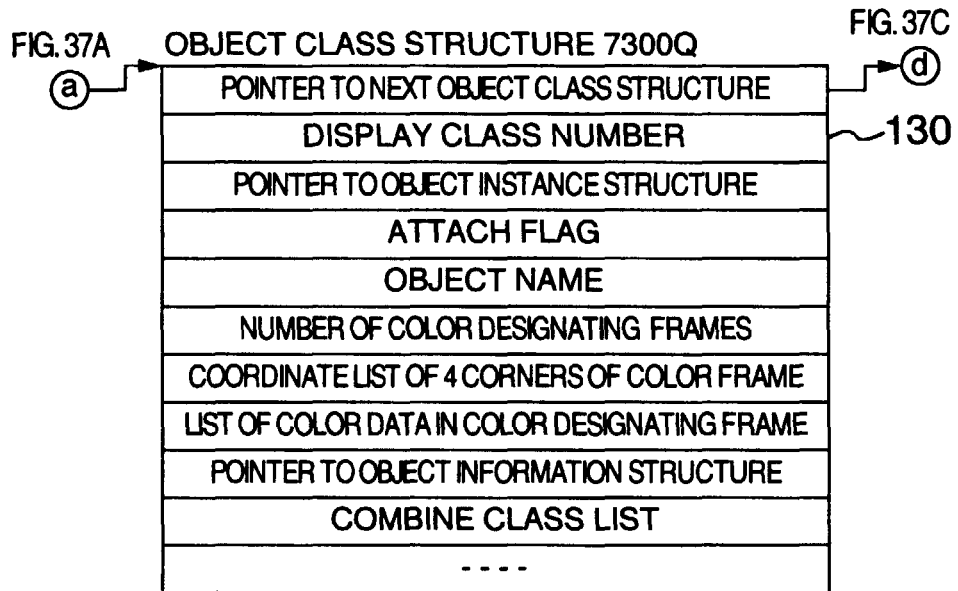 FIG. 37A
OBJECT CLASS STRUCTURE 7300Q
FIG. 37C
a
d
POINTER TO NEXT OBJECT CLASS STRUCTURE
DISPLAY CLASS NUMBER
130
POINTER TO OBJECT INSTANCE STRUCTURE
ATTACH FLAG
OBJECT NAME
NUMBER OF COLOR DESIGNATING FRAMES
COORDINATE LIST OF 4 CORNERS OF COLOR FRAME
LIST OF COLOR DATA IN COLOR DESIGNATING FRAME
POINTER TO OBJECT INFORMATION STRUCTURE
COMBINE CLASS LIST
- - - -